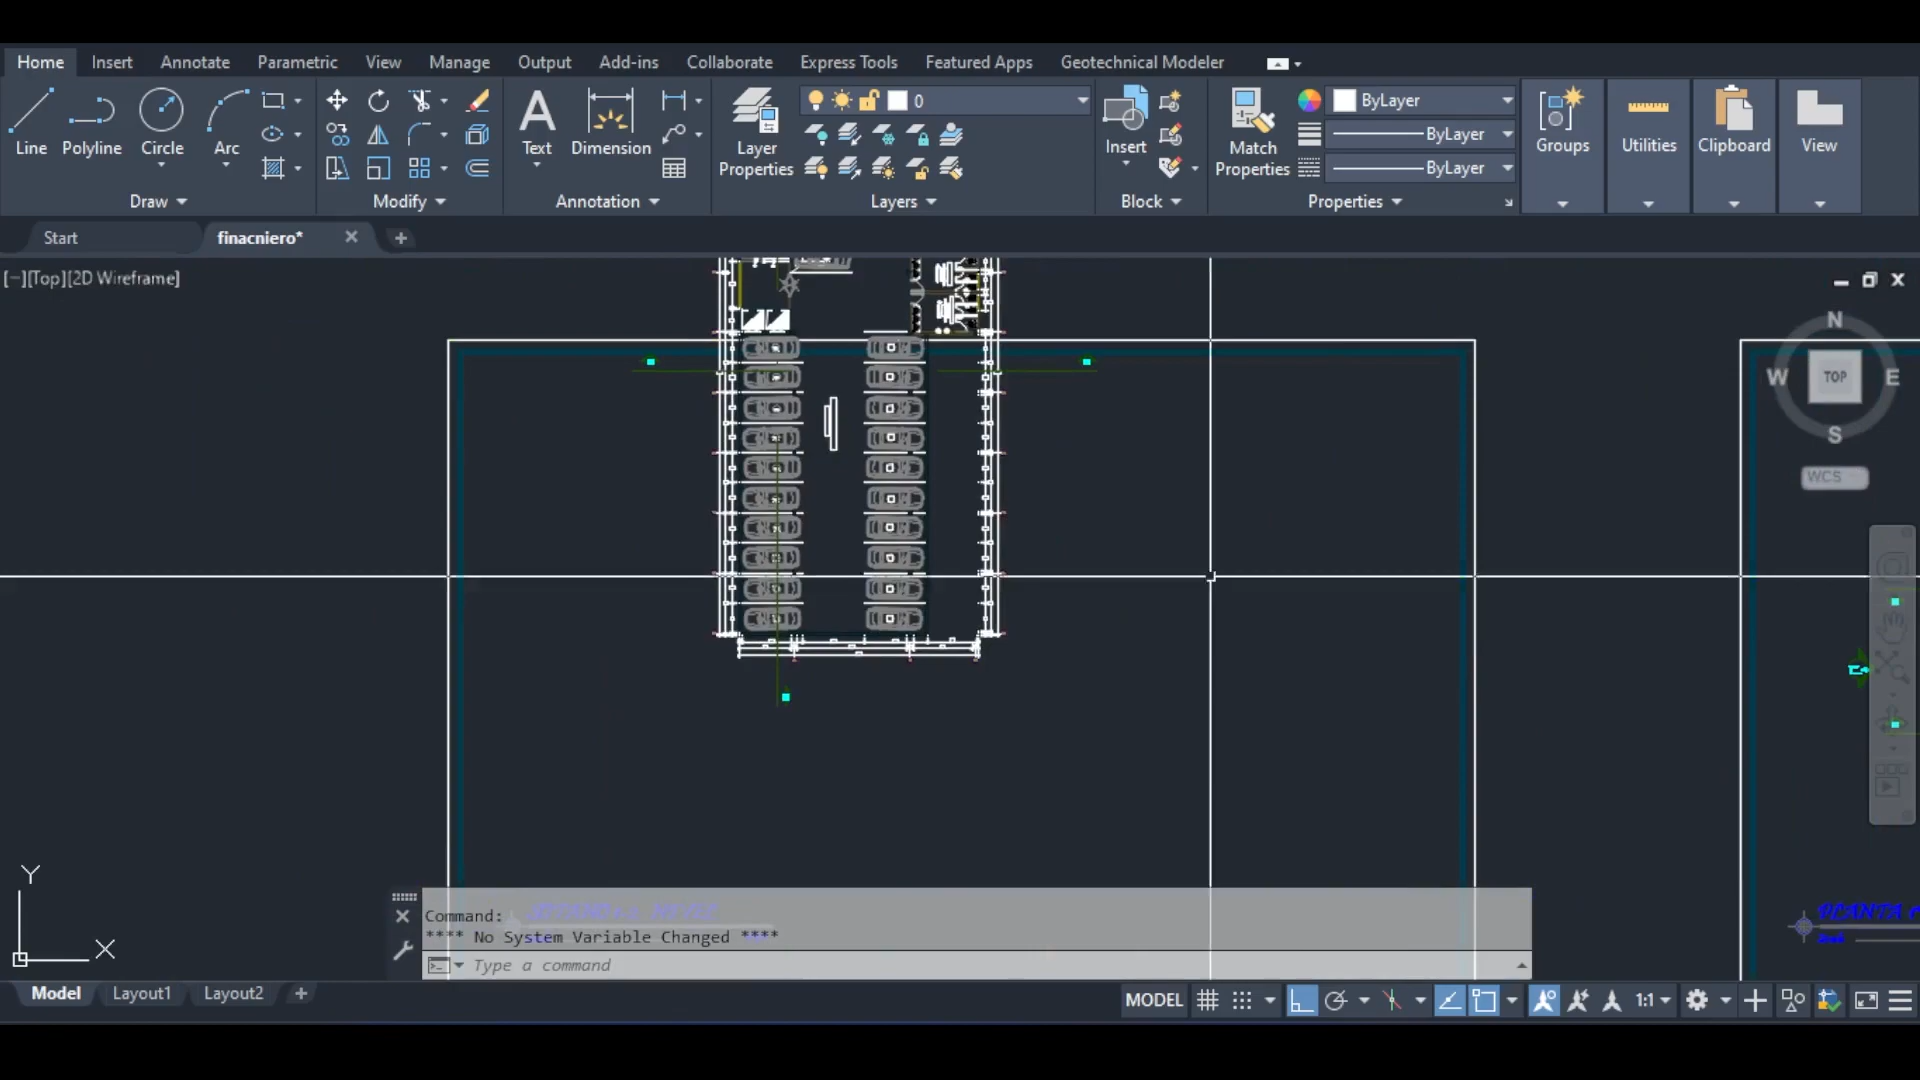 Home Insert Annotate Parametric View Manage Output Add-ins Collaborate Express Tools Featured Apps Geotechnical Modeler
0
ByLayer
ByLayer
ByLayer
Line Polyline Circle Arc
Text Dimension
Layer
Properties
Insert
Match
Properties
Groups Utilities Clipboard View
Draw Modify Annotation Layers Block Properties
Start finacniero*
[−][Top][2D Wireframe]
N
W TOP E
S
WCS
Y
X
PLANTA
Command:
**** No System Variable Changed ****
Type a command
Model Layout1 Layout2
MODEL 1:1